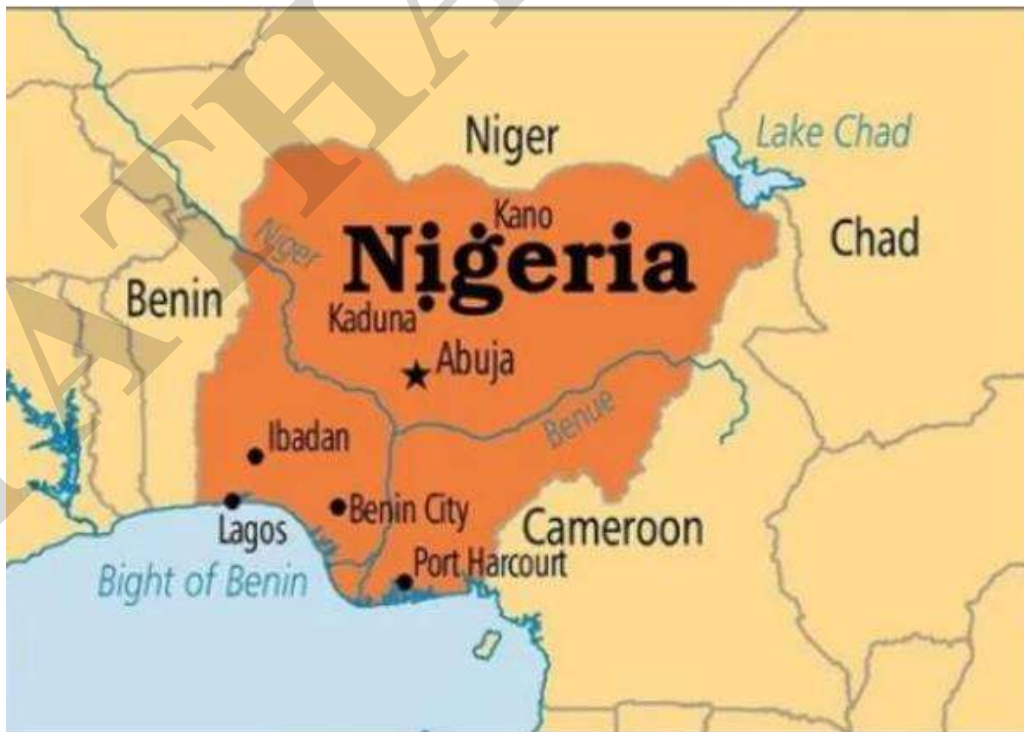 Niger
Lake Chad
Kano
Niger
Nigeria
Chad
Benin
Kaduna
Abuja
Benue
Ibadan
Benin City
Lagos
Cameroon
Port Harcourt
Bight of Benin
ATHA